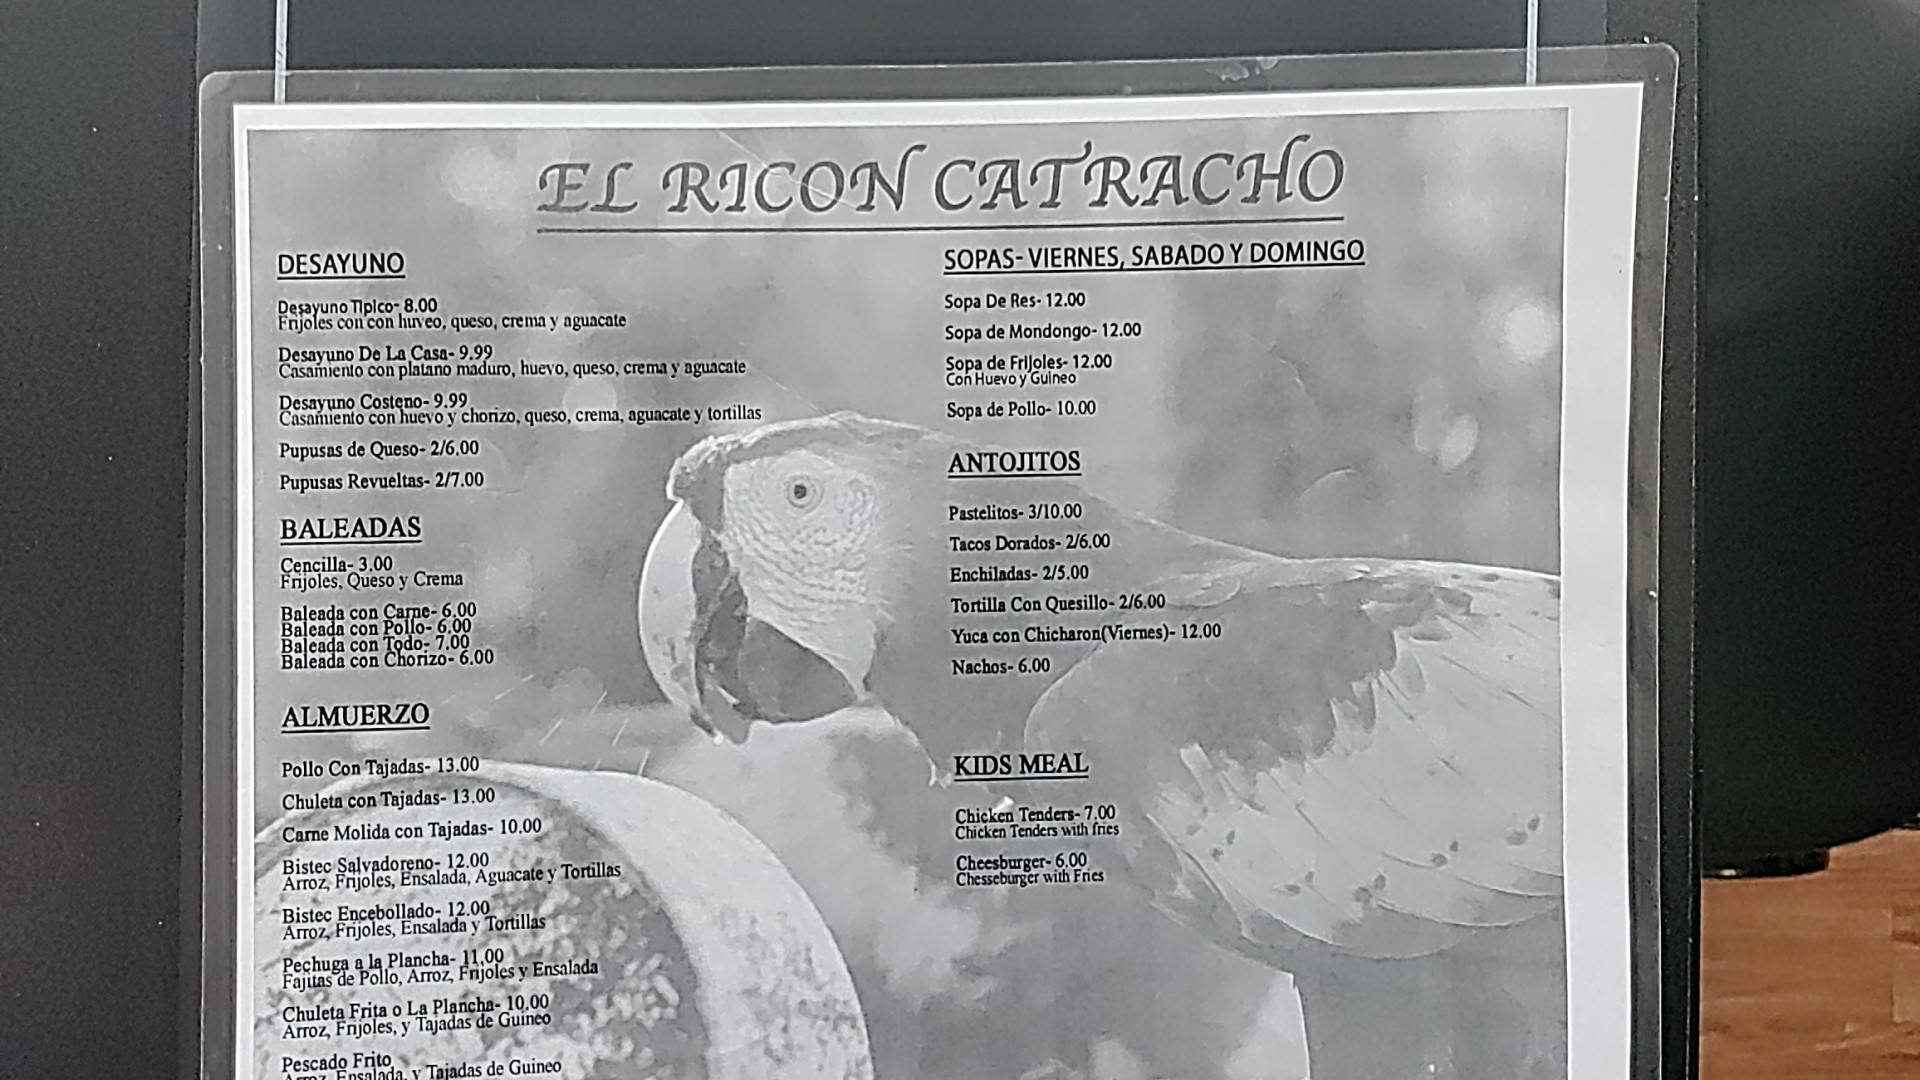 EL RICON CATRACHO
DESAYUNO
Desayuno Tipico- 8.00
Frijoles con con huveo, queso, crema y aguacate
Desayuno De La Casa- 9.99
Casamiento con platano maduro, huevo, queso, crema y aguacate
Desayuno Costeno- 9.99
Casamiento con huevo y chorizo, queso, crema, aguacate y tortillas
Pupusas de Queso- 2/6.00
Pupusas Revueltas- 2/7.00
BALEADAS
Cencilla- 3.00
Frijoles, Queso y Crema
Baleada con Carne- 6.00
Baleada con Pollo- 6.00
Baleada con Todo- 7.00
Baleada con Chorizo- 6.00
ALMUERZO
Pollo Con Tajadas- 13.00
Chuleta con Tajadas- 13.00
Carne Molida con Tajadas- 10.00
Bistec Salvadoreno- 12.00
Arroz, Frijoles, Ensalada, Aguacate y Tortillas
Bistec Encebollado- 12.00
Arroz, Frijoles, Ensalada y Tortillas
Pechuga a la Plancha- 11.00
Fajitas de Pollo, Arroz, Frijoles y Ensalada
Chuleta Frita o La Plancha- 10.00
Arroz, Frijoles, y Tajadas de Guineo
Pescado Frito
Arroz, Ensalada, y Tajadas de Guineo
SOPAS- VIERNES, SABADO Y DOMINGO
Sopa De Res- 12.00
Sopa de Mondongo- 12.00
Sopa de Frijoles- 12.00
Con Huevo y Guineo
Sopa de Pollo- 10.00
ANTOJITOS
Pastelitos- 3/10.00
Tacos Dorados- 2/6.00
Enchiladas- 2/5.00
Tortilla Con Quesillo- 2/6.00
Yuca con Chicharon(Viernes)- 12.00
Nachos- 6.00
KIDS MEAL
Chicken Tenders- 7.00
Chicken Tenders with fries
Cheesburger- 6.00
Chesseburger with Fries